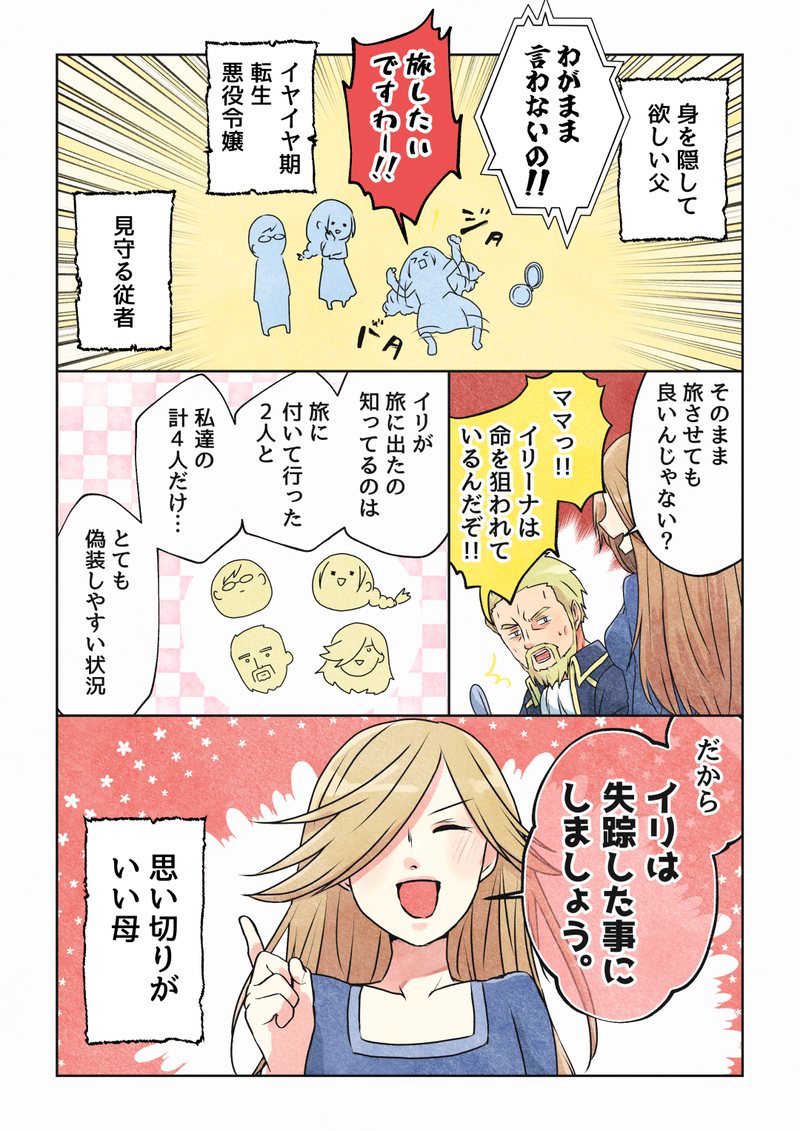 身を隠して
欲しい父
わがまま
言わないの!!
旅したい
ですわー!!
イヤイヤ期
転生
悪役令嬢
見守る従者
ジタ
バタ
そのまま
旅させても
良いんじゃない?
ママっ!!
イリーナは
命を狙われて
いるんだぞ!!
イリが
旅に出たの
知ってるのは
旅に
付いて行った
2人と
私達の
計4人だけ…
とても
偽装しやすい状況
だから
イリは
失踪した事に
しましょう。
思い切りが
いい母